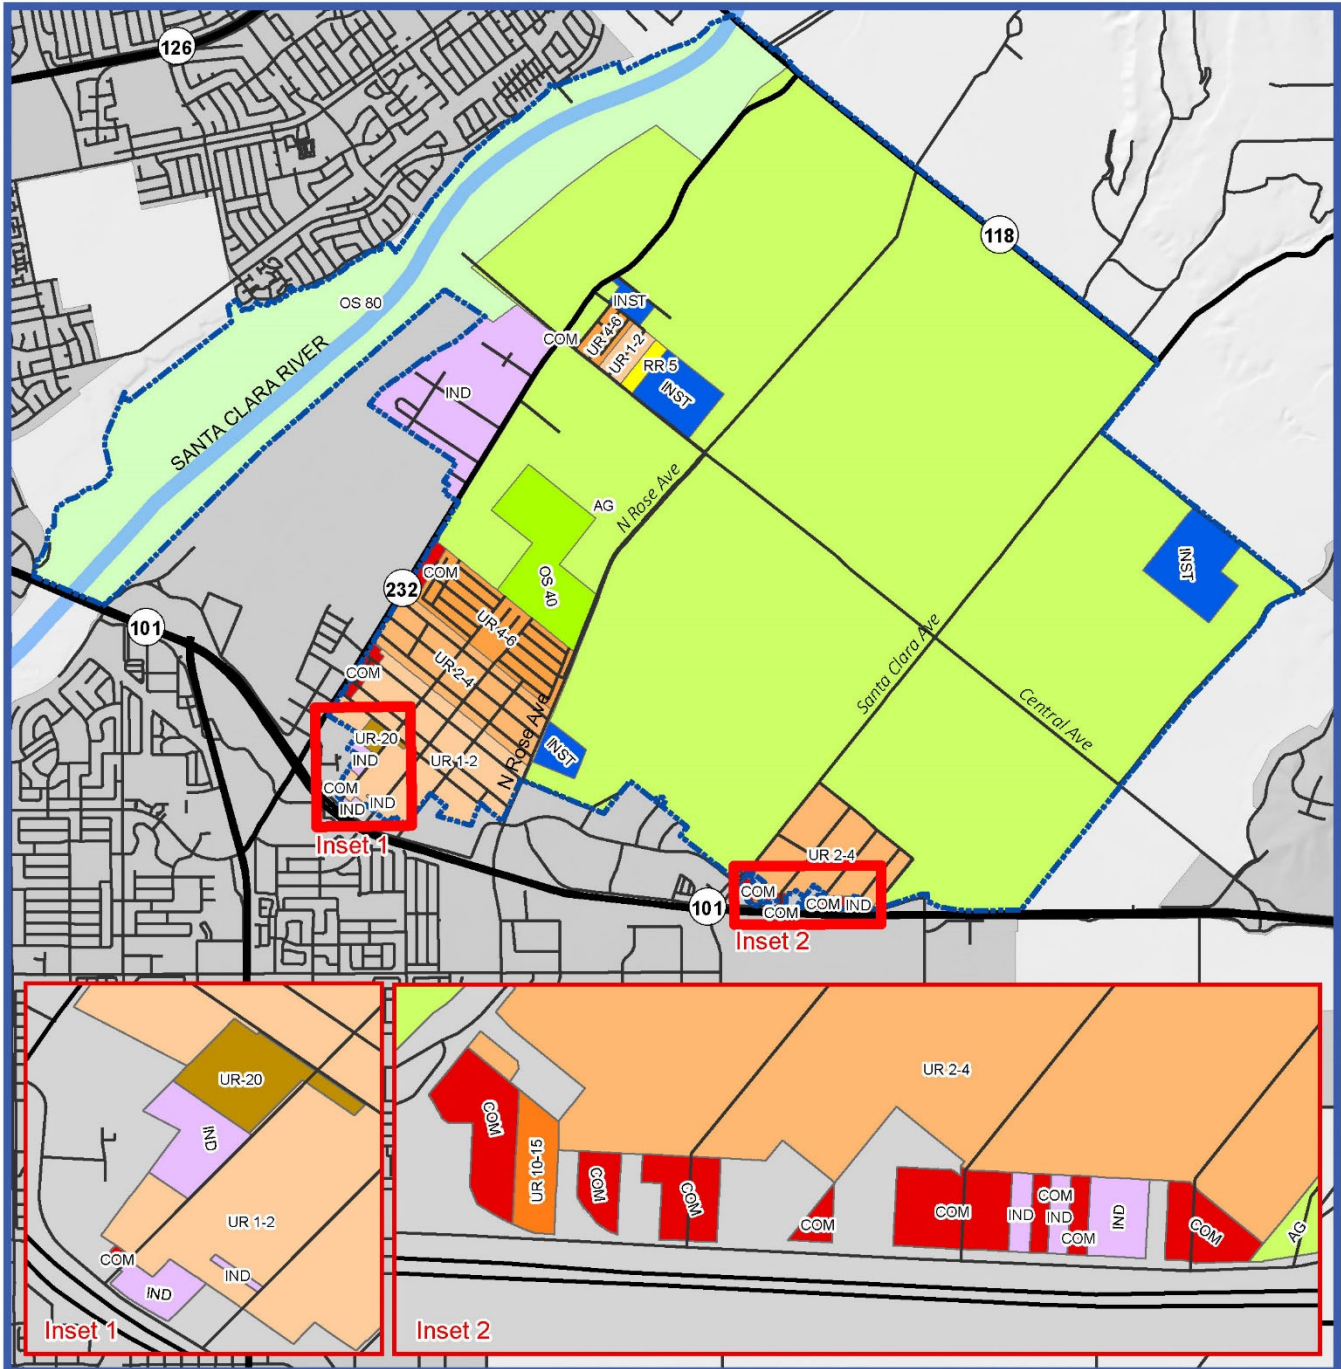 126
118
OS 80
INST
COM
UR 4-6
UR 1-2
RR 5
INST
SANTA CLARA RIVER
IND
N Rose Ave
AG
INST
OS 40
COM
232
UR 4-6
101
Santa Clara Ave
UR 2-4
COM
Central Ave
N Rose Ave
UR-20
IND
UR 1-2
INST
COM
IND
IND
Inset 1
UR 2-4
COM
COM
IND
COM
101
Inset 2
UR-20
IND
UR 1-2
COM
IND
IND
Inset 1
UR 2-4
COM
UR 10-15
COM
COM
COM
COM
IND
COM
IND
COM
IND
COM
AG
Inset 2